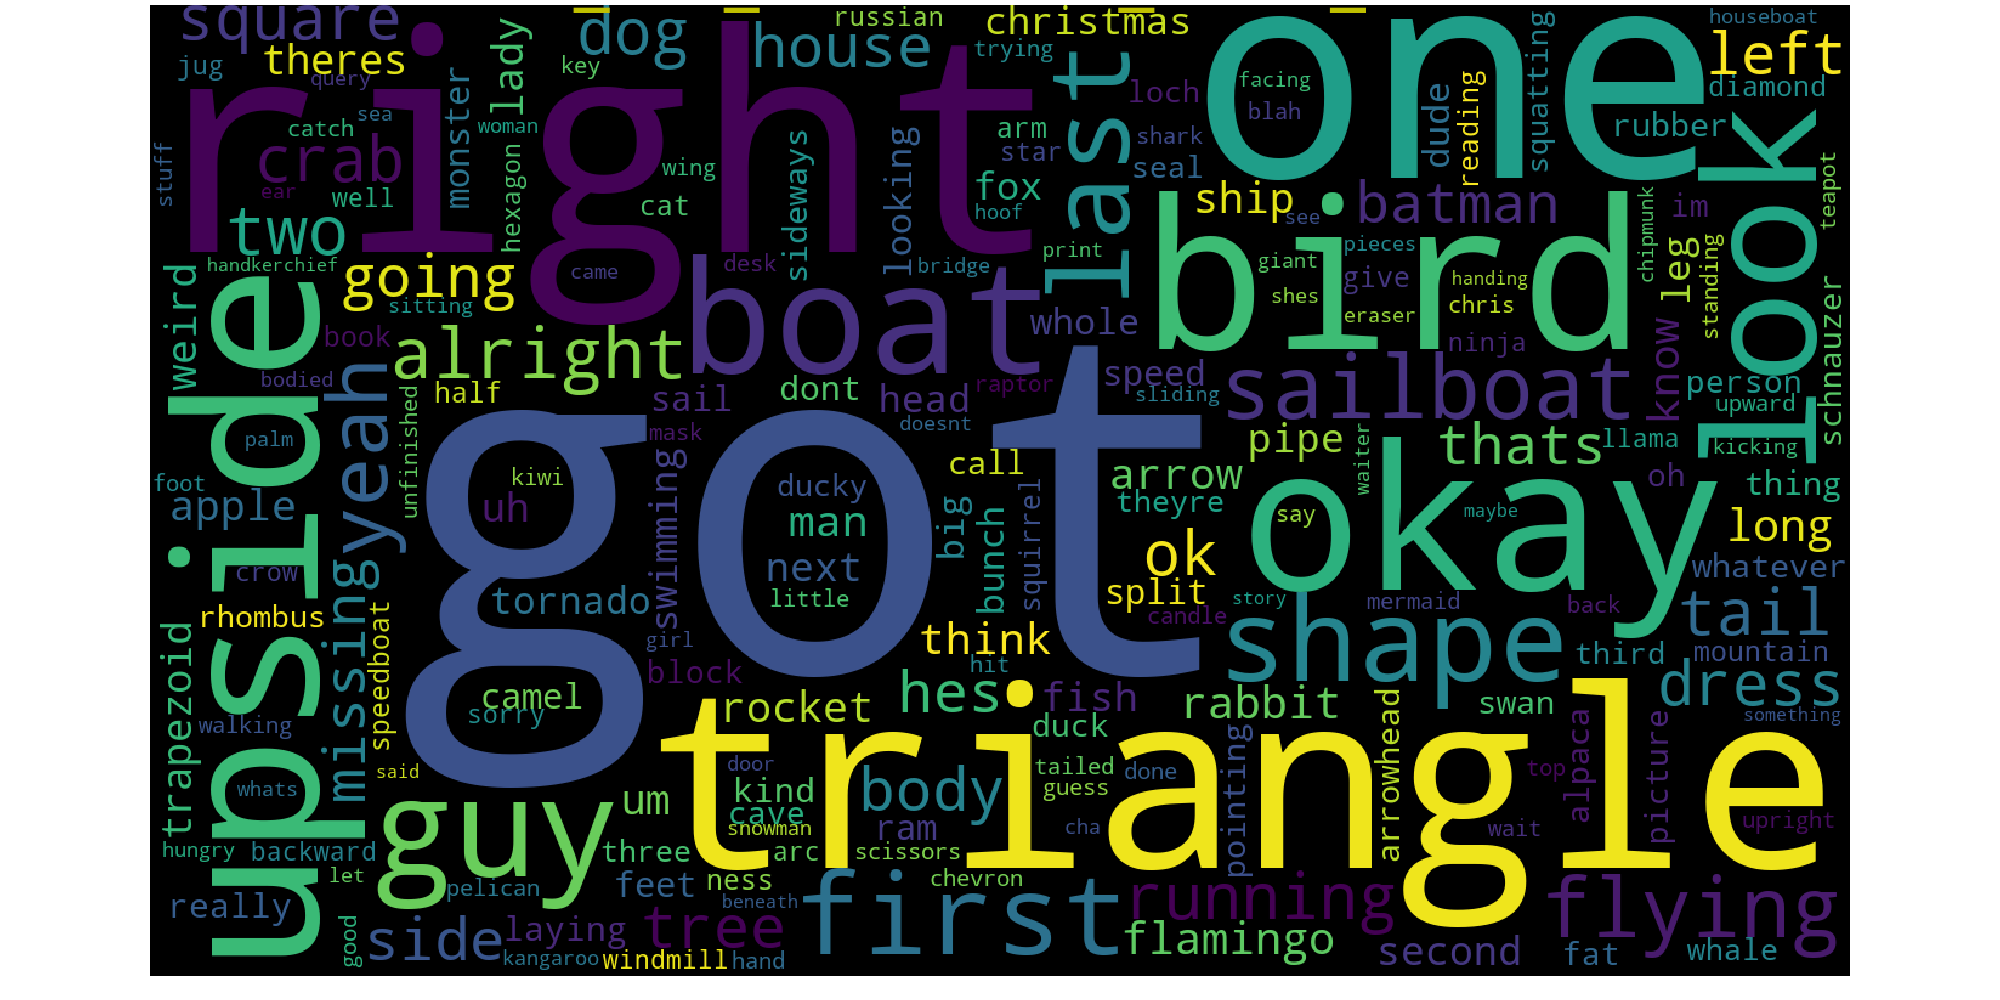 square
right
dog
house
russian
christmas
trying
one
houseboat
left
jug
theres
query
key
lady
monster
last
loch
facing
blah
dude
reading
squatting
diamond
rubber
look
sea
catch
woman
crab
stuff
ear
well
hexagon
wing
cat
sideways
looking
arm
star
shark
seal
fox
hoof
ship
see
batman
im
chipmunk
teapot
two
handkerchief
going
came
desk
bridge
print
bird
pieces
giant
give
handing
leg
standing
shes
eraser
chris
weird
upside
sitting
book
alright
boat
whole
ninja
know
schnauzer
bodied
yeah
half
unfinished
sail
dont
head
raptor
speed
sliding
doesnt
sailboat
person
upward
palm
mask
got
pipe
thats
llama
kicking
foot
apple
kiwi
uh
swimming
ducky
man
call
big
bunch
squirrel
arrow
theyre
waiter
say
okay
maybe
oh
thing
long
crow
missing
tornado
next
little
ok
split
whatever
rhombus
trapezoid
speedboat
girl
block
think
hit
candle
story
mermaid
back
shape
tail
third
mountain
camel
sorry
rocket
hes
fish
rabbit
swan
dress
something
walking
whats
said
door
duck
tailed
guess
done
pointing
arrowhead
top
alpaca
picture
triangle
guy
um
kind
cave
body
snowman
ram
cha
wait
upright
hungry
backward
three
arc
scissors
let
pelican
feet
ness
chevron
beneath
really
good
side
laying
tree
first
running
flying
kangaroo
windmill
hand
flamingo
second
fat
whale